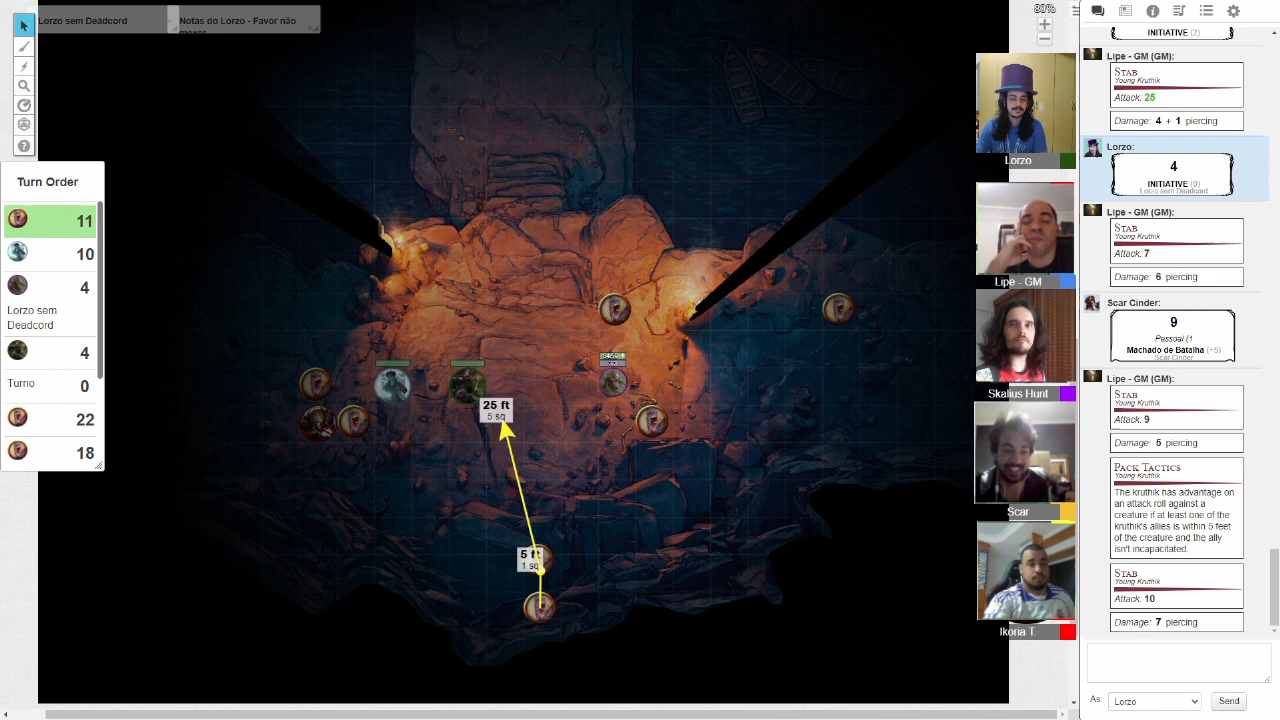 Lorzo sem Deadcord
Notas do Lorzo - Favor não
mexer
80%
Turn Order
11
10
4
Lorzo sem
Deadcord
4
Turno 0
22
18
25 ft
5 sq
5 ft
1 sq
Lorzo
Lipe - GM
Skalius Hunt
Scar
Ikoria T.
INITIATIVE (2)
Lipe - GM (GM):
Stab
Young Kruthik
Attack: 25
Damage: 4 + 1 piercing
Lorzo:
4
INITIATIVE (0)
Lorzo sem Deadcord
Lipe - GM (GM):
Stab
Young Kruthik
Attack: 7
Damage: 6 piercing
Scar Cinder:
9
Pessoal (1
Machado de Batalha (+5)
Scar Cinder
Lipe - GM (GM):
Stab
Young Kruthik
Attack: 9
Damage: 5 piercing
Pack Tactics
Young Kruthik
The kruthik has advantage on
an attack roll against a
creature if at least one of the
kruthik's allies is within 5 feet
of the creature and the ally
isn't incapacitated.
Stab
Young Kruthik
Attack: 10
Damage: 7 piercing
As: Lorzo Send